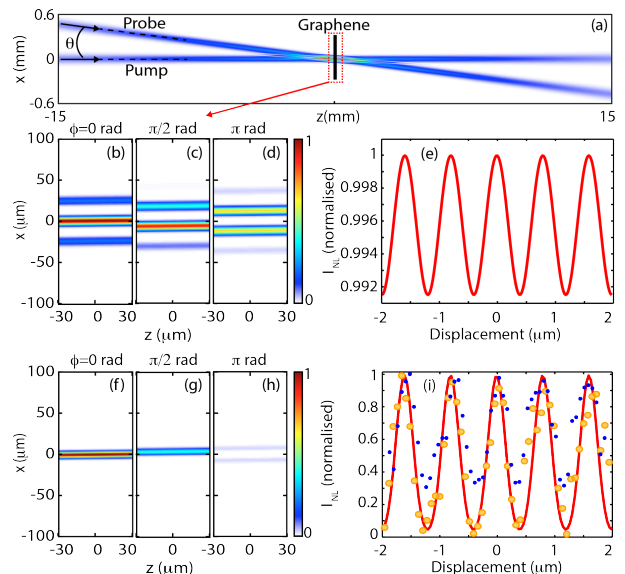 Graphene
(a)
0.6
Probe
θ
x (mm)
0
Pump
-0.6
-15
z(mm)
15
ϕ=0 rad
π/2 rad
π rad
100
(b)
(c)
(d)
1
50
x (μm)
0
-50
-100
0
-30
0
30
-30
0
30
-30
0
30
z (μm)
(e)
1
0.998
0.996
0.994
0.992
I_NL (normalised)
-2
-1
0
1
2
Displacement (μm)
ϕ=0 rad
π/2 rad
π rad
100
(f)
(g)
(h)
1
50
x (μm)
0
-50
-100
0
-30
0
30
-30
0
30
-30
0
30
z (μm)
(i)
1
0.8
0.6
0.4
0.2
0
I_NL (normalised)
-2
-1
0
1
2
Displacement (μm)